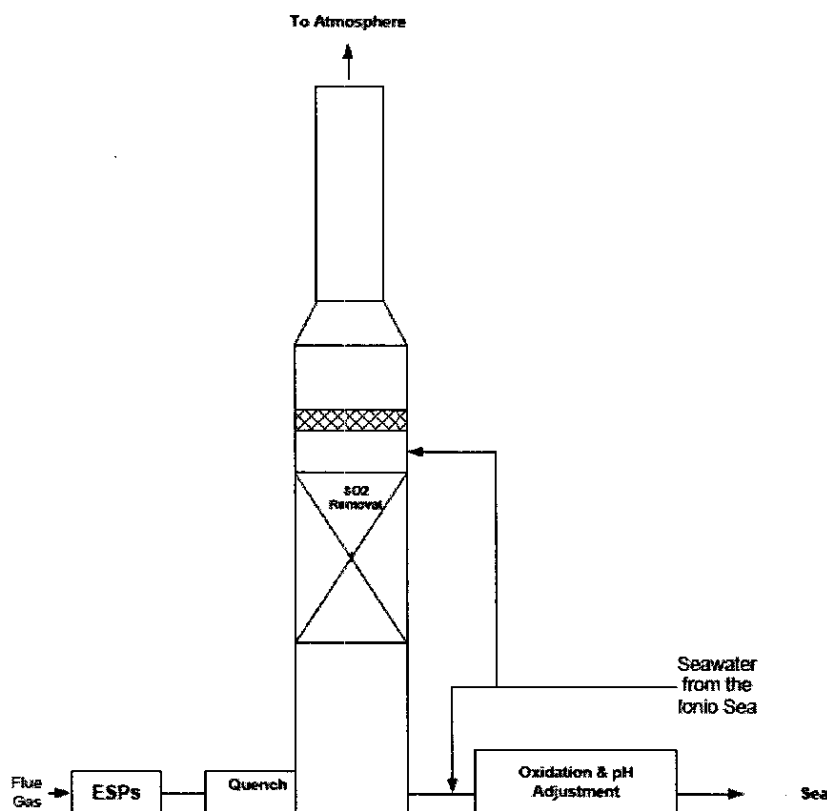 To Atmosphere
SO2
Removal
Seawater
from the
Ionio Sea
Flue
Gas
ESPs
Quench
Oxidation & pH
Adjustment
Sea